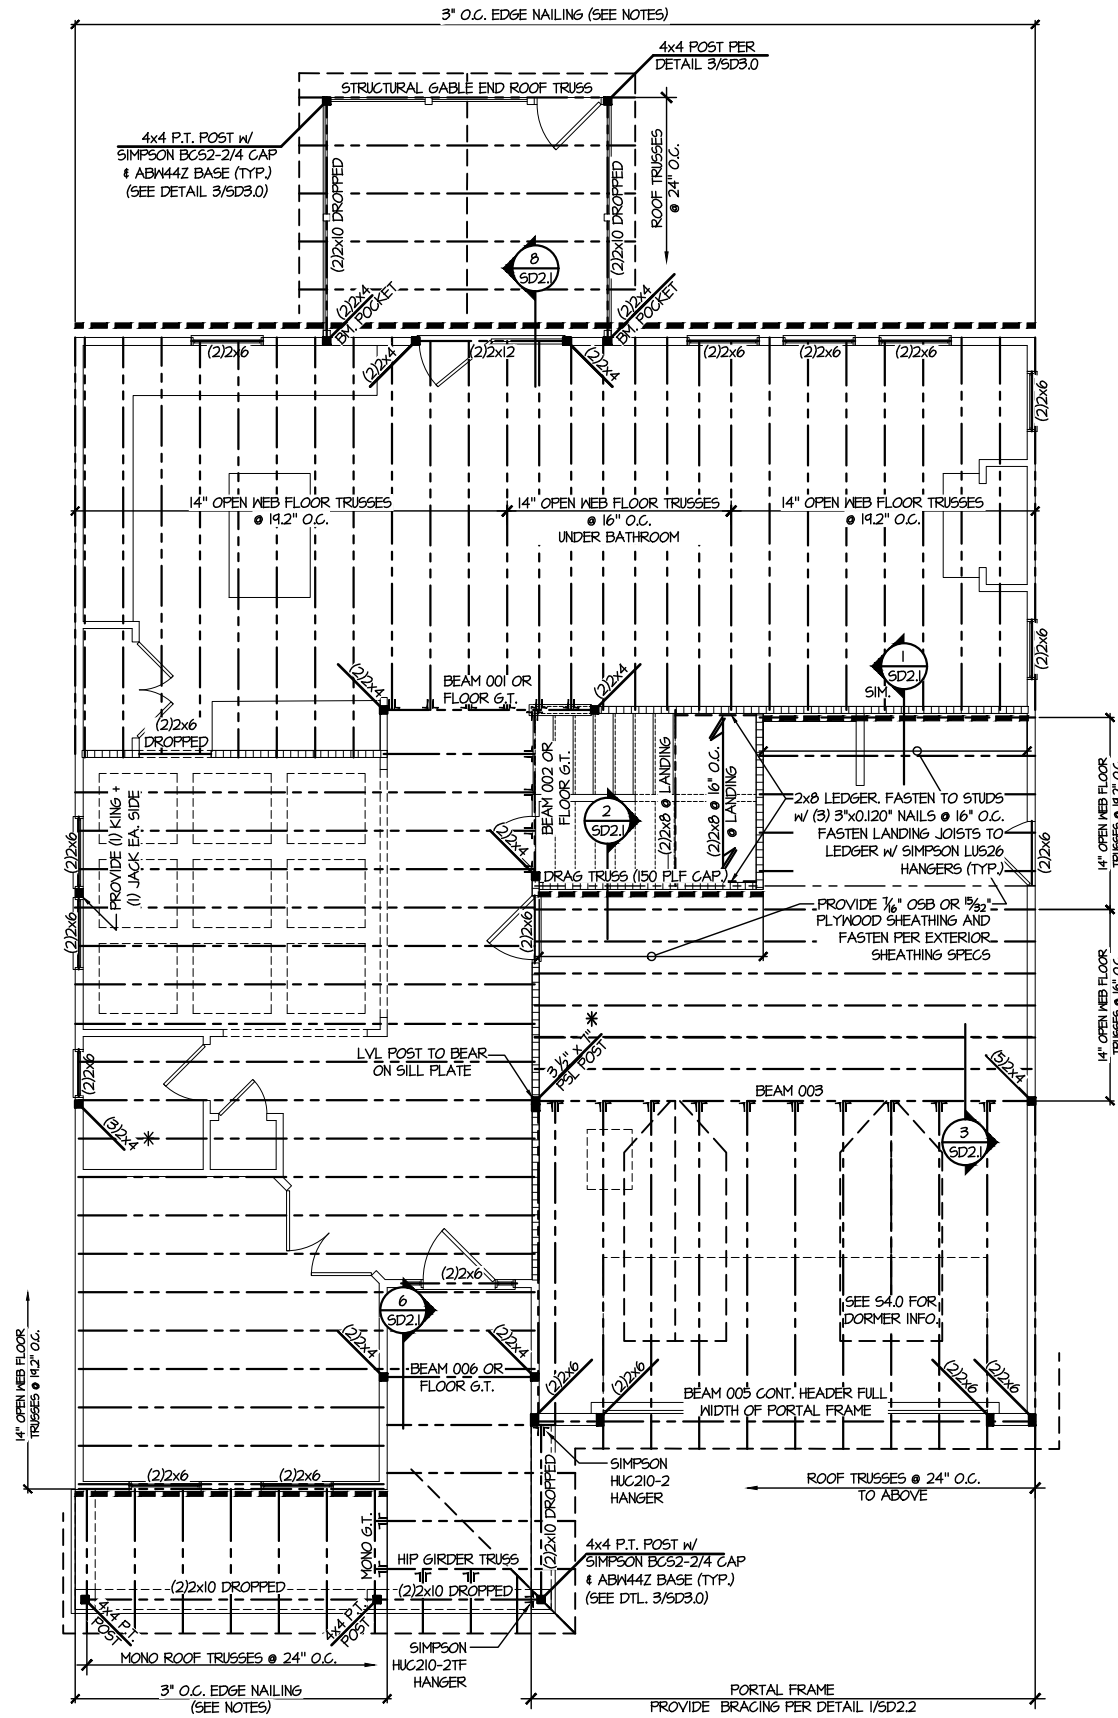 3" O.C. EDGE NAILING (SEE NOTES)
4x4 POST PER
DETAIL 3/SD3.0
STRUCTURAL GABLE END ROOF TRUSS
4x4 P.T. POST W/
SIMPSON BCS2-2/4 CAP
& ABW44Z BASE (TYP.)
(SEE DETAIL 3/SD3.0)
(2)2x10 DROPPED
(2)2x10 DROPPED
ROOF TRUSSES
@ 24" O.C.
8
SD2.1
(2)2x4
BM. POCKET
(2)2x4
BM. POCKET
(2)2x6
(2)2x4
(2)2x12
(2)2x4
(2)2x6
(2)2x6
(2)2x6
(2)2x6
14" OPEN WEB FLOOR TRUSSES
@ 19.2" O.C.
14" OPEN WEB FLOOR TRUSSES
@ 16" O.C.
UNDER BATHROOM
14" OPEN WEB FLOOR TRUSSES
@ 19.2" O.C.
(2)2x6
1
SD2.1
SIM.
(2)2x4
BEAM 001 OR
FLOOR G.T.
(2)2x4
(2)2x6
DROPPED
BEAM 002 OR
FLOOR G.T.
(2)2x8 @ LANDING
(2)2x8 @ 16" O.C.
@ LANDING
2
SD2.1
(2)2x4
DRAG TRUSS (150 PLF CAP.)
2x8 LEDGER. FASTEN TO STUDS
W/ (3) 3"x0.120" NAILS @ 16" O.C.
FASTEN LANDING JOISTS TO
LEDGER W/ SIMPSON LUS26
HANGERS (TYP.)
(2)2x6
14" OPEN WEB FLOOR
TRUSSES @ 19.2" O.C.
PROVIDE (1) KING +
(1) JACK EA. SIDE
(2)2x6
(2)2x6
(2)2x6
PROVIDE 7/16" OSB OR 15/32"
PLYWOOD SHEATHING AND
FASTEN PER EXTERIOR
SHEATHING SPECS
14" OPEN WEB FLOOR
TRUSSES @ 16" O.C.
LVL POST TO BEAR
ON SILL PLATE
3 1/2" x 7" *
PSL POST
(2)2x6
(3)2x4 *
BEAM 003
(5)2x4
3
SD2.1
(2)2x6
6
SD2.1
SEE S4.0 FOR
DORMER INFO.
14" OPEN WEB FLOOR
TRUSSES @ 19.2" O.C.
(2)2x4
(2)2x4
BEAM 006 OR
FLOOR G.T.
(2)2x6
(2)2x6
BEAM 005 CONT. HEADER FULL
WIDTH OF PORTAL FRAME
(2)2x6
(2)2x6
(2)2x6
(2)2x6
SIMPSON
HUC210-2
HANGER
ROOF TRUSSES @ 24" O.C.
TO ABOVE
(2)2x10 DROPPED
MONO G.T.
HIP GIRDER TRUSS
4x4 P.T. POST W/
SIMPSON BCS2-2/4 CAP
& ABW44Z BASE (TYP.)
(SEE DTL. 3/SD3.0)
(2)2x10 DROPPED
(2)2x10 DROPPED
4x4 P.T.
POST
4x4 P.T.
POST
SIMPSON
HUC210-2TF
HANGER
MONO ROOF TRUSSES @ 24" O.C.
3" O.C. EDGE NAILING
(SEE NOTES)
PORTAL FRAME
PROVIDE BRACING PER DETAIL 1/SD2.2